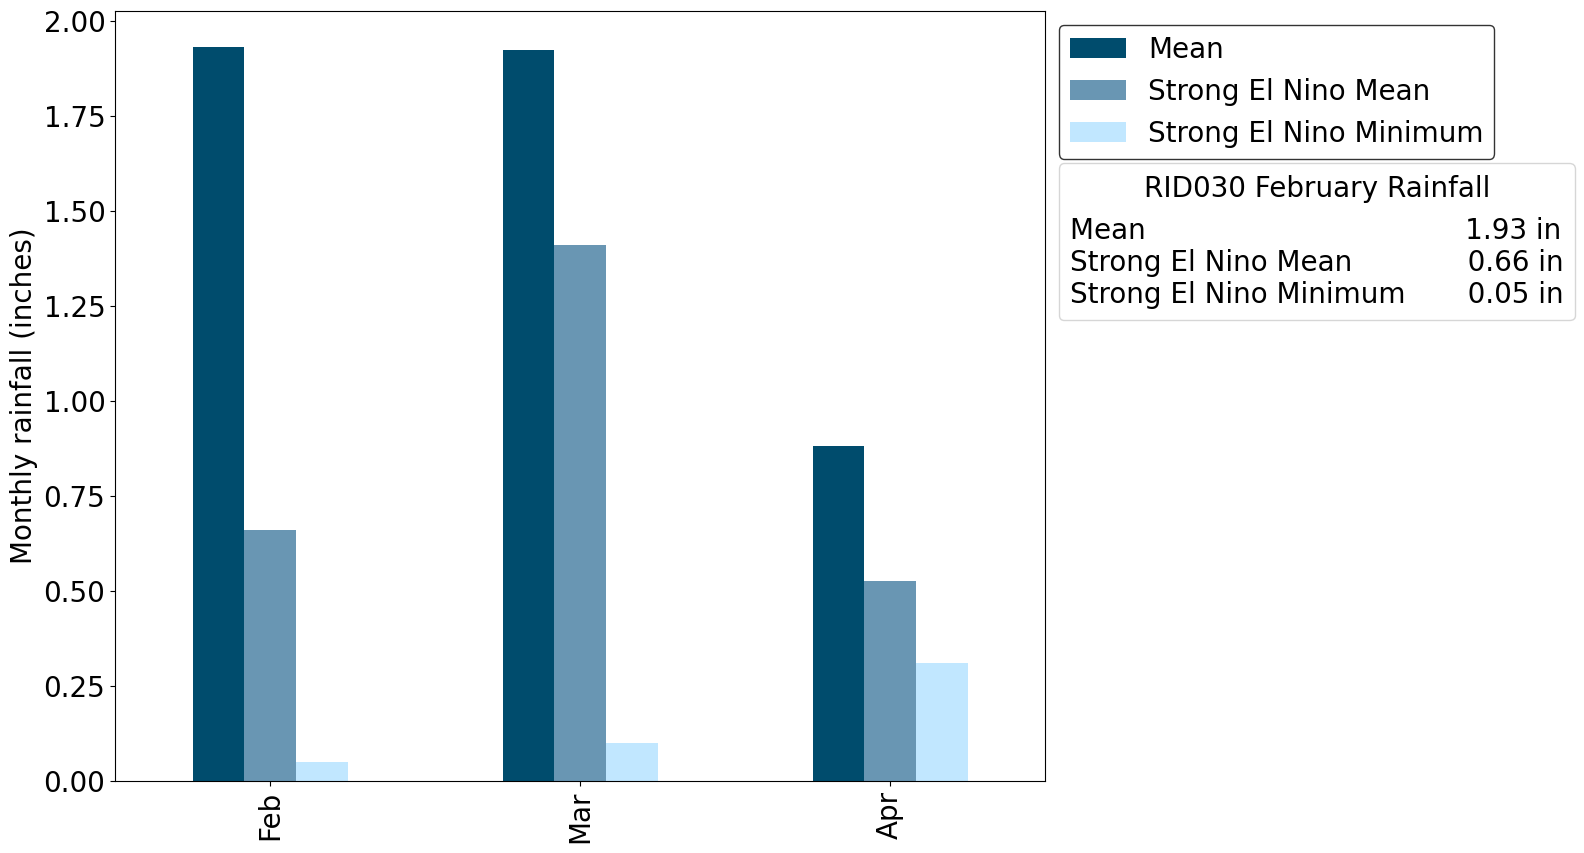 2.00
1.75
1.50
1.25
1.00
0.75
0.50
0.25
0.00
Monthly rainfall (inches)
Feb
Mar
Apr
Mean
Strong El Nino Mean
Strong El Nino Minimum
RID030 February Rainfall
Mean 1.93 in
Strong El Nino Mean 0.66 in
Strong El Nino Minimum 0.05 in